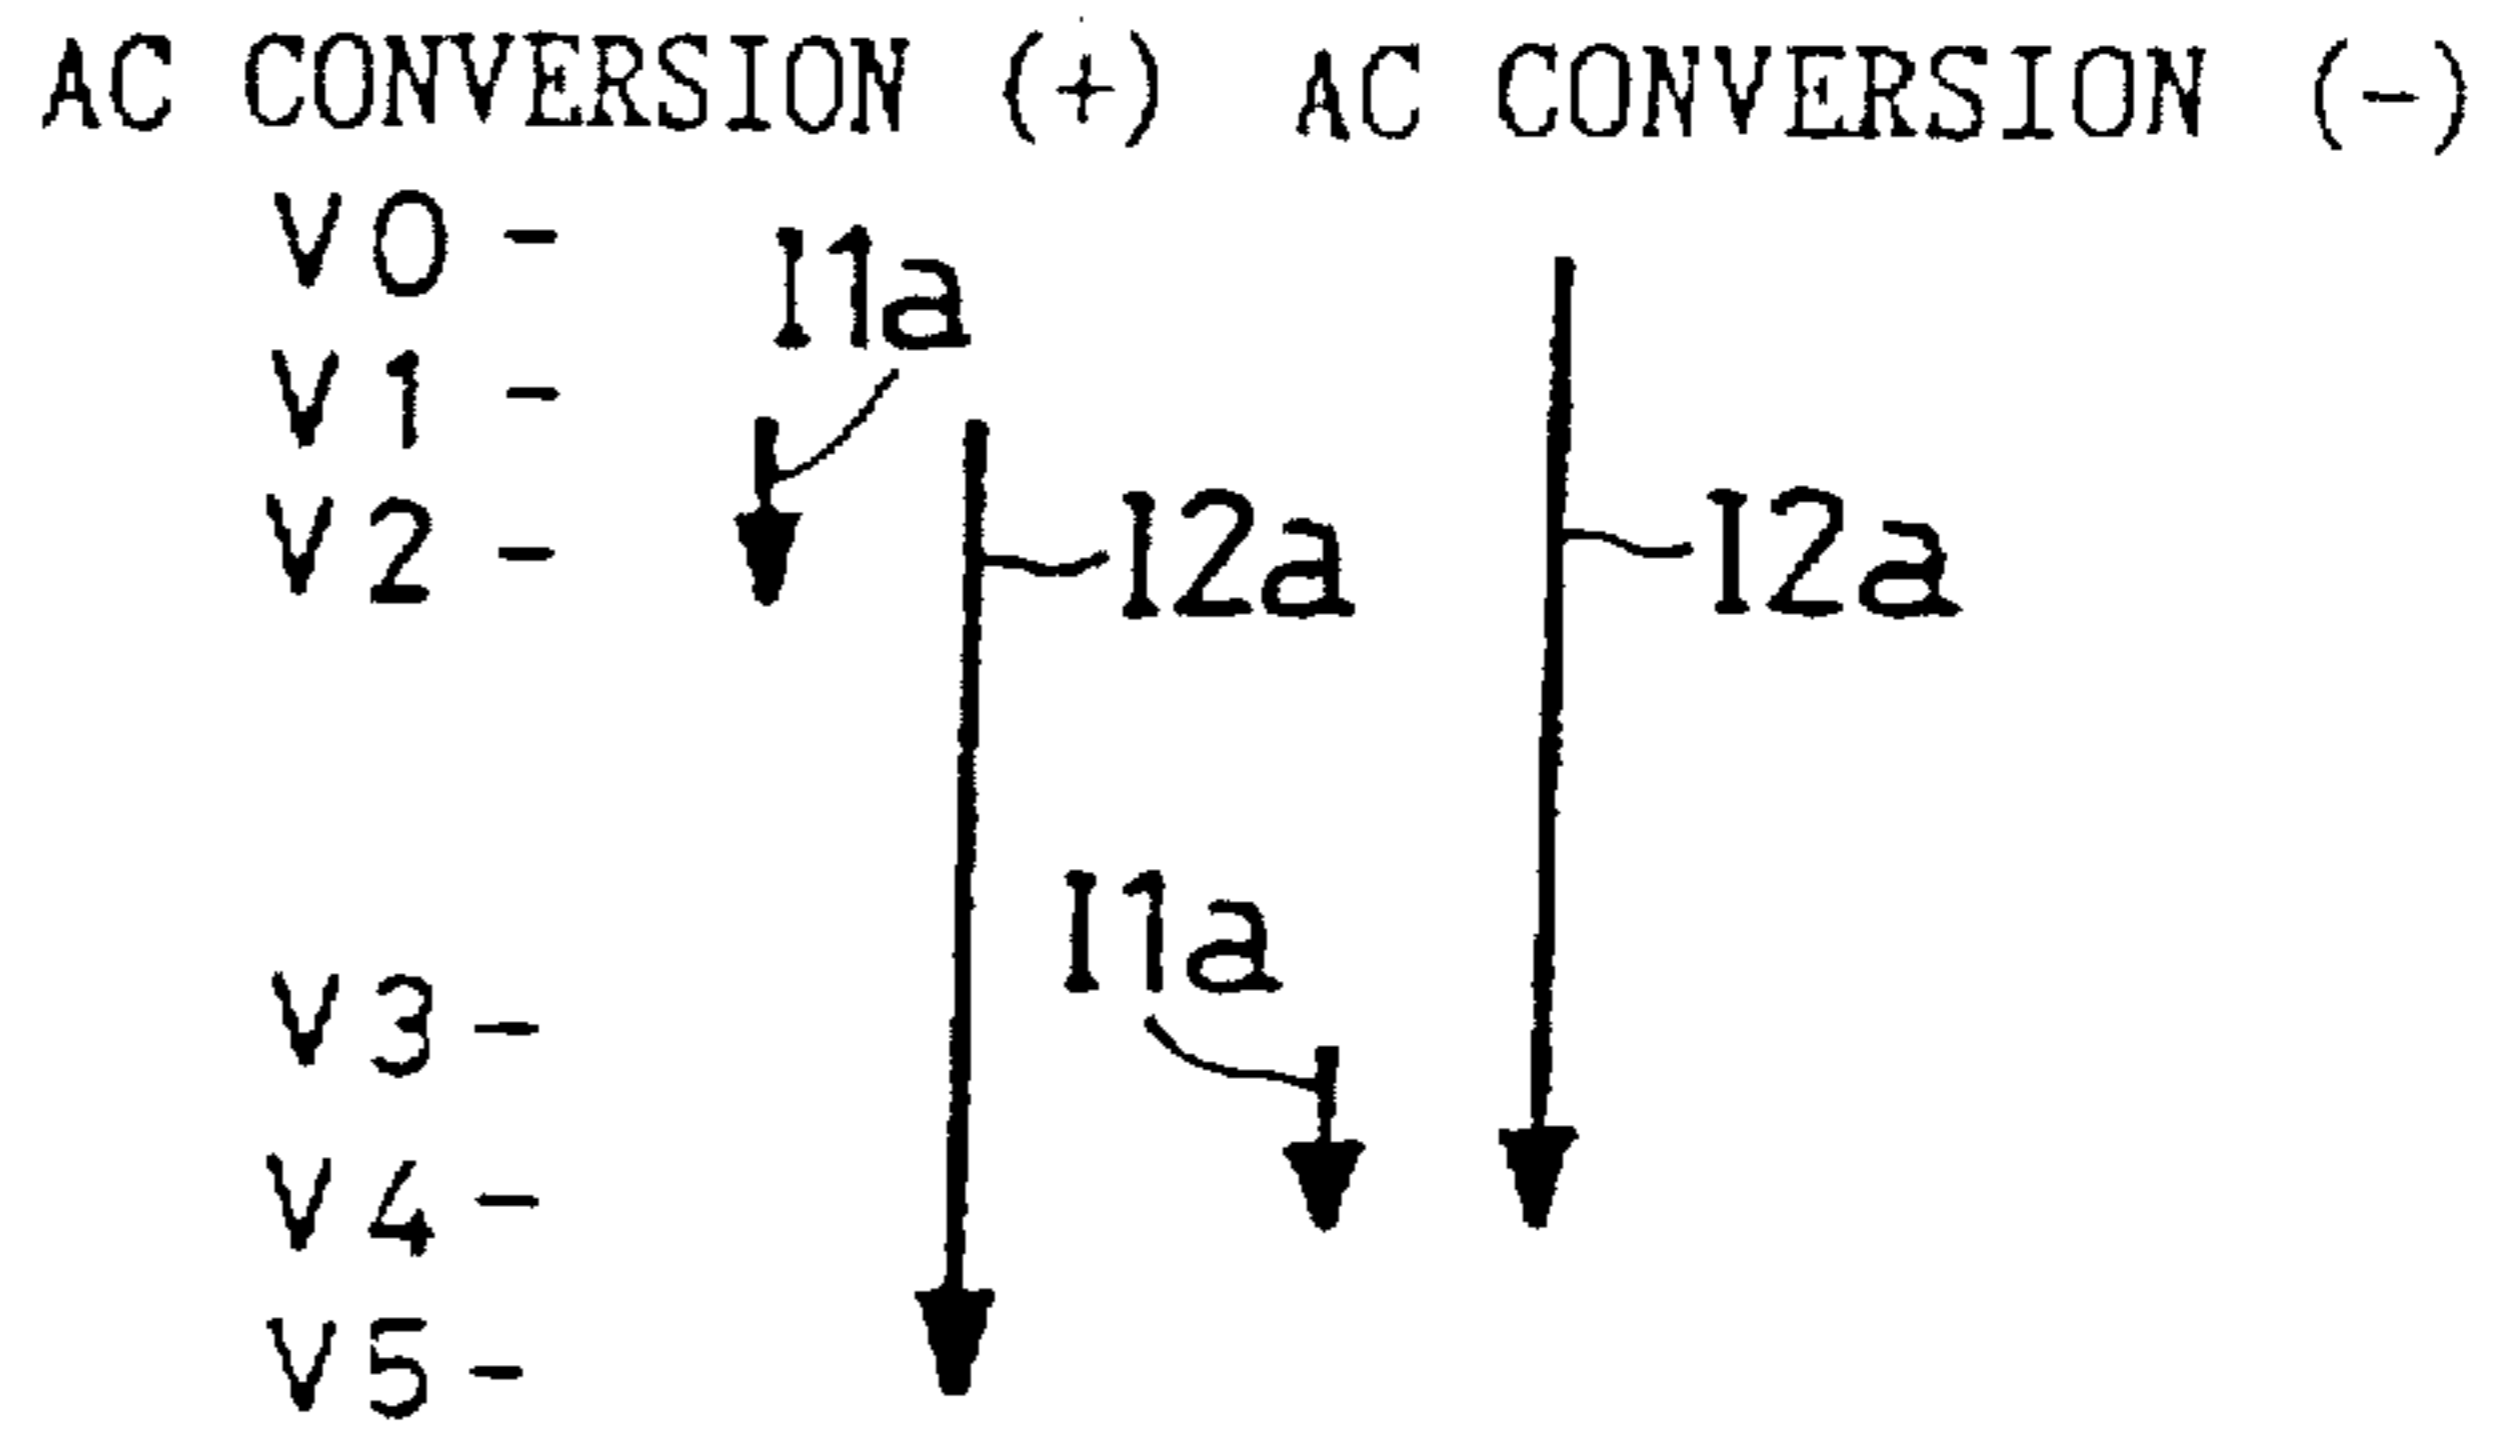 AC CONVERSION (+) AC CONVERSION (-)
V0-
I1a
V1-
V2-
I2a
I2a
I1a
V3-
V4-
V5-